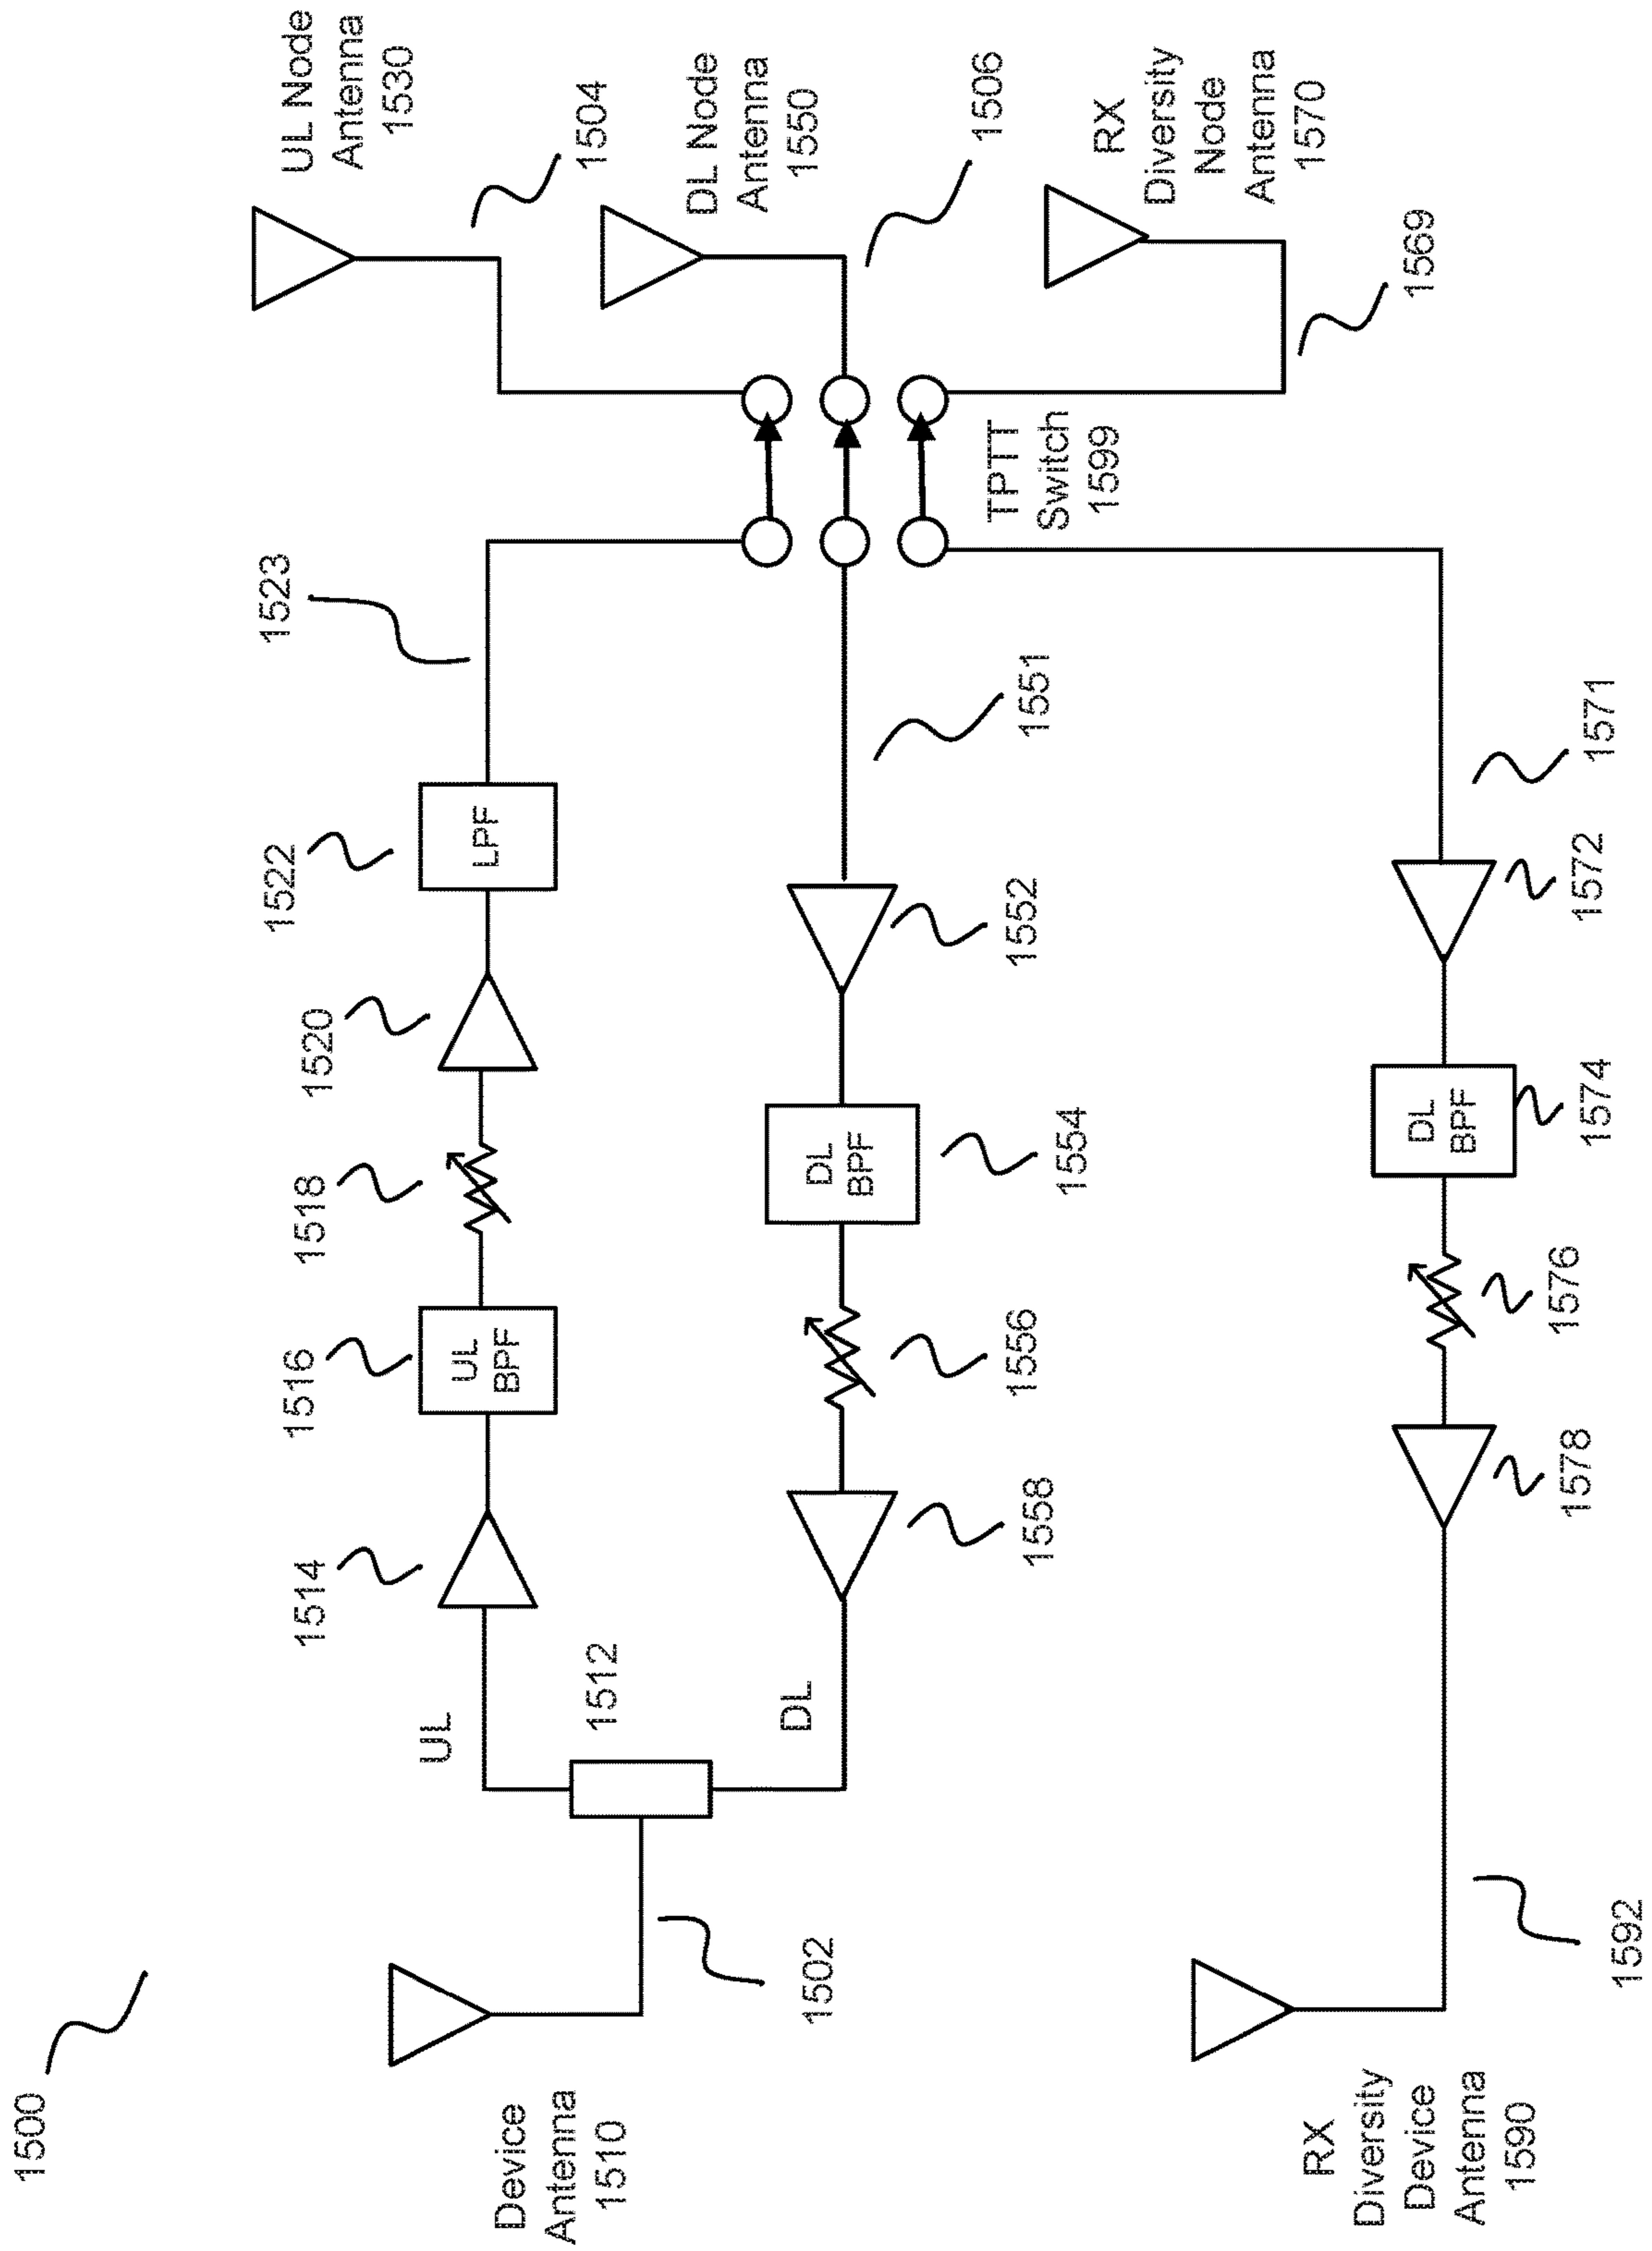 1500
UL Node
Antenna
1530
1504
DL Node
Antenna
1550
1506
RX
Diversity
Node
Antenna
1570
1569
TPTT
Switch
1599
1523
1522
LPF
1520
1518
1516
UL
BPF
1514
UL
1512
DL
1551
1552
DL
BPF
1554
1556
1558
1571
1572
DL
BPF
1574
1576
1578
1502
1592
Device
Antenna
1510
RX
Diversity
Device
Antenna
1590